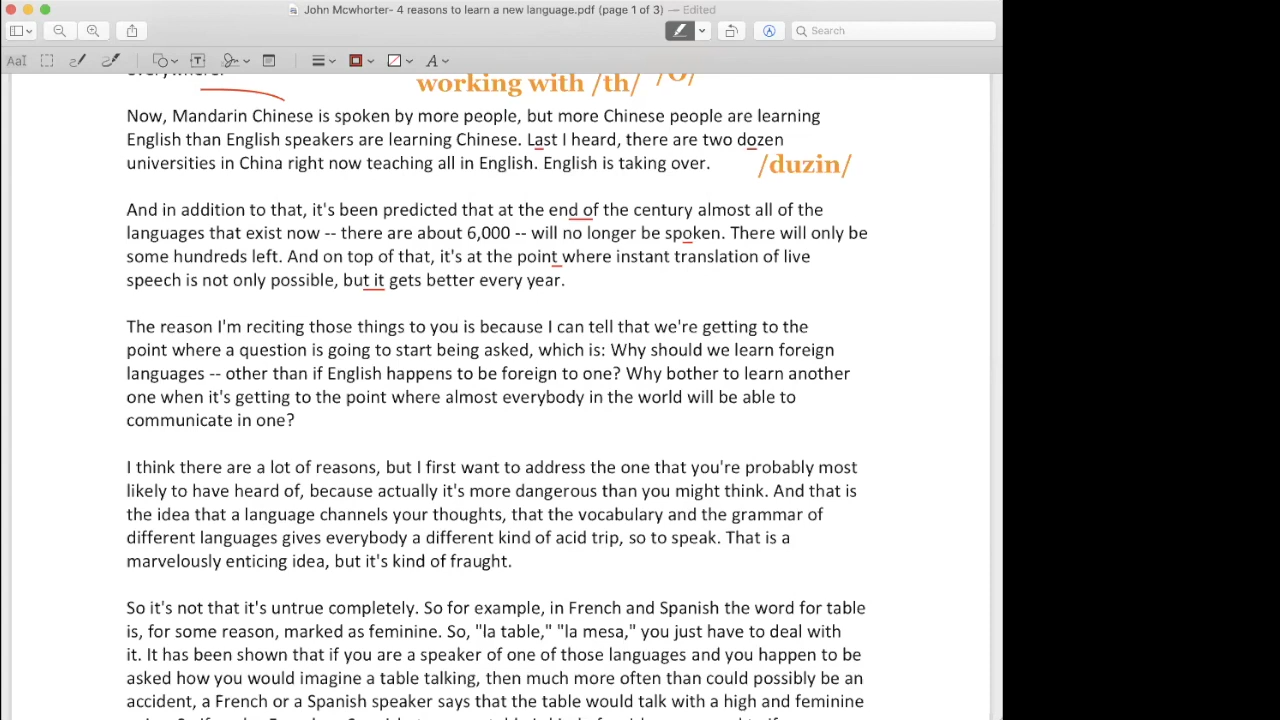 John Mcwhorter- 4 reasons to learn a new language.pdf (page 1 of 3) — Edited
Search
AaI T A
working with /th/ /O/
Now, Mandarin Chinese is spoken by more people, but more Chinese people are learning
English than English speakers are learning Chinese. Last I heard, there are two dozen
universities in China right now teaching all in English. English is taking over.
/duzin/
And in addition to that, it's been predicted that at the end of the century almost all of the
languages that exist now -- there are about 6,000 -- will no longer be spoken. There will only be
some hundreds left. And on top of that, it's at the point where instant translation of live
speech is not only possible, but it gets better every year.
The reason I'm reciting those things to you is because I can tell that we're getting to the
point where a question is going to start being asked, which is: Why should we learn foreign
languages -- other than if English happens to be foreign to one? Why bother to learn another
one when it's getting to the point where almost everybody in the world will be able to
communicate in one?
I think there are a lot of reasons, but I first want to address the one that you're probably most
likely to have heard of, because actually it's more dangerous than you might think. And that is
the idea that a language channels your thoughts, that the vocabulary and the grammar of
different languages gives everybody a different kind of acid trip, so to speak. That is a
marvelously enticing idea, but it's kind of fraught.
So it's not that it's untrue completely. So for example, in French and Spanish the word for table
is, for some reason, marked as feminine. So, "la table," "la mesa," you just have to deal with
it. It has been shown that if you are a speaker of one of those languages and you happen to be
asked how you would imagine a table talking, then much more often than could possibly be an
accident, a French or a Spanish speaker says that the table would talk with a high and feminine